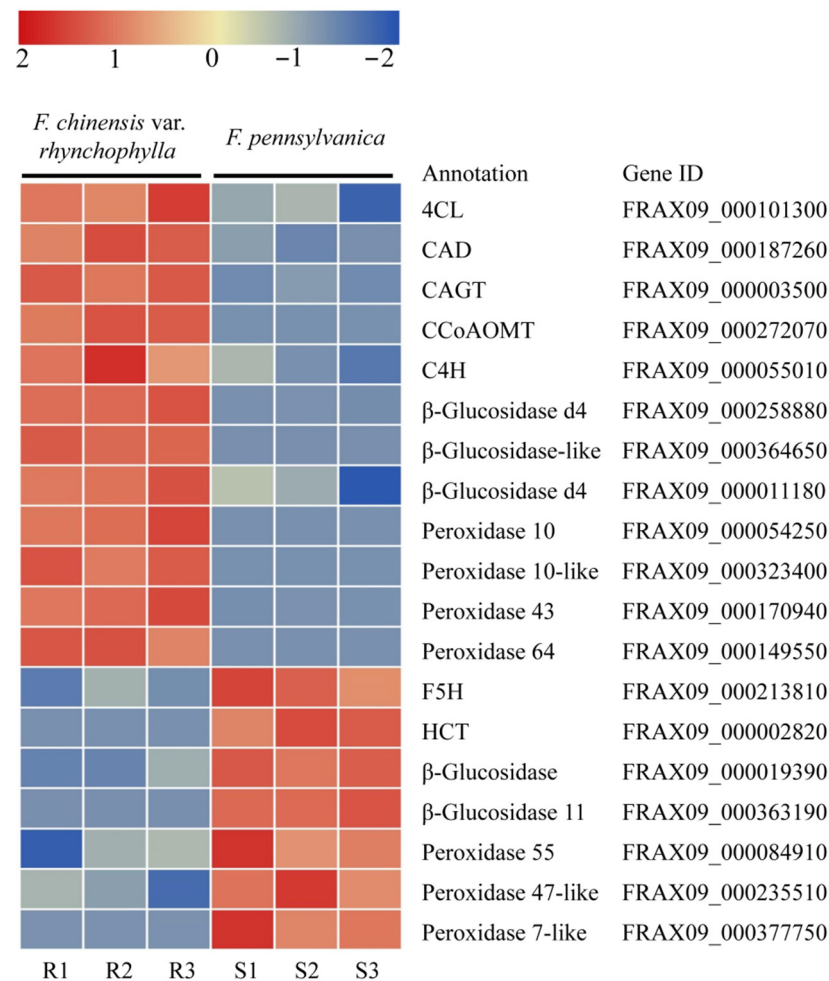 2 1 0 −1 −2
F. chinensis var.
rhynchophylla
F. pennsylvanica
Annotation Gene ID
4CL FRAX09_000101300
CAD FRAX09_000187260
CAGT FRAX09_000003500
CCoAOMT FRAX09_000272070
C4H FRAX09_000055010
β-Glucosidase d4 FRAX09_000258880
β-Glucosidase-like FRAX09_000364650
β-Glucosidase d4 FRAX09_000011180
Peroxidase 10 FRAX09_000054250
Peroxidase 10-like FRAX09_000323400
Peroxidase 43 FRAX09_000170940
Peroxidase 64 FRAX09_000149550
F5H FRAX09_000213810
HCT FRAX09_000002820
β-Glucosidase FRAX09_000019390
β-Glucosidase 11 FRAX09_000363190
Peroxidase 55 FRAX09_000084910
Peroxidase 47-like FRAX09_000235510
Peroxidase 7-like FRAX09_000377750
R1 R2 R3 S1 S2 S3